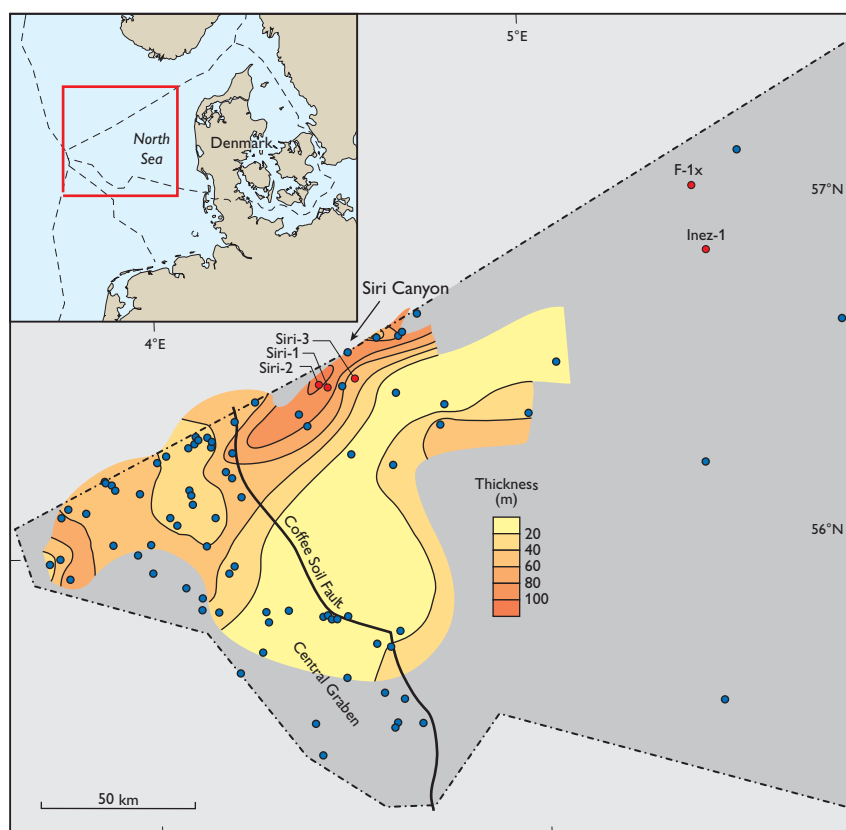 5°E
North
Sea
Denmark
F-1x
57°N
Inez-1
Siri Canyon
4°E
Siri-3
Siri-1
Siri-2
Thickness
(m)
20
40
60
80
100
56°N
Coffee Soil Fault
Central Graben
50 km